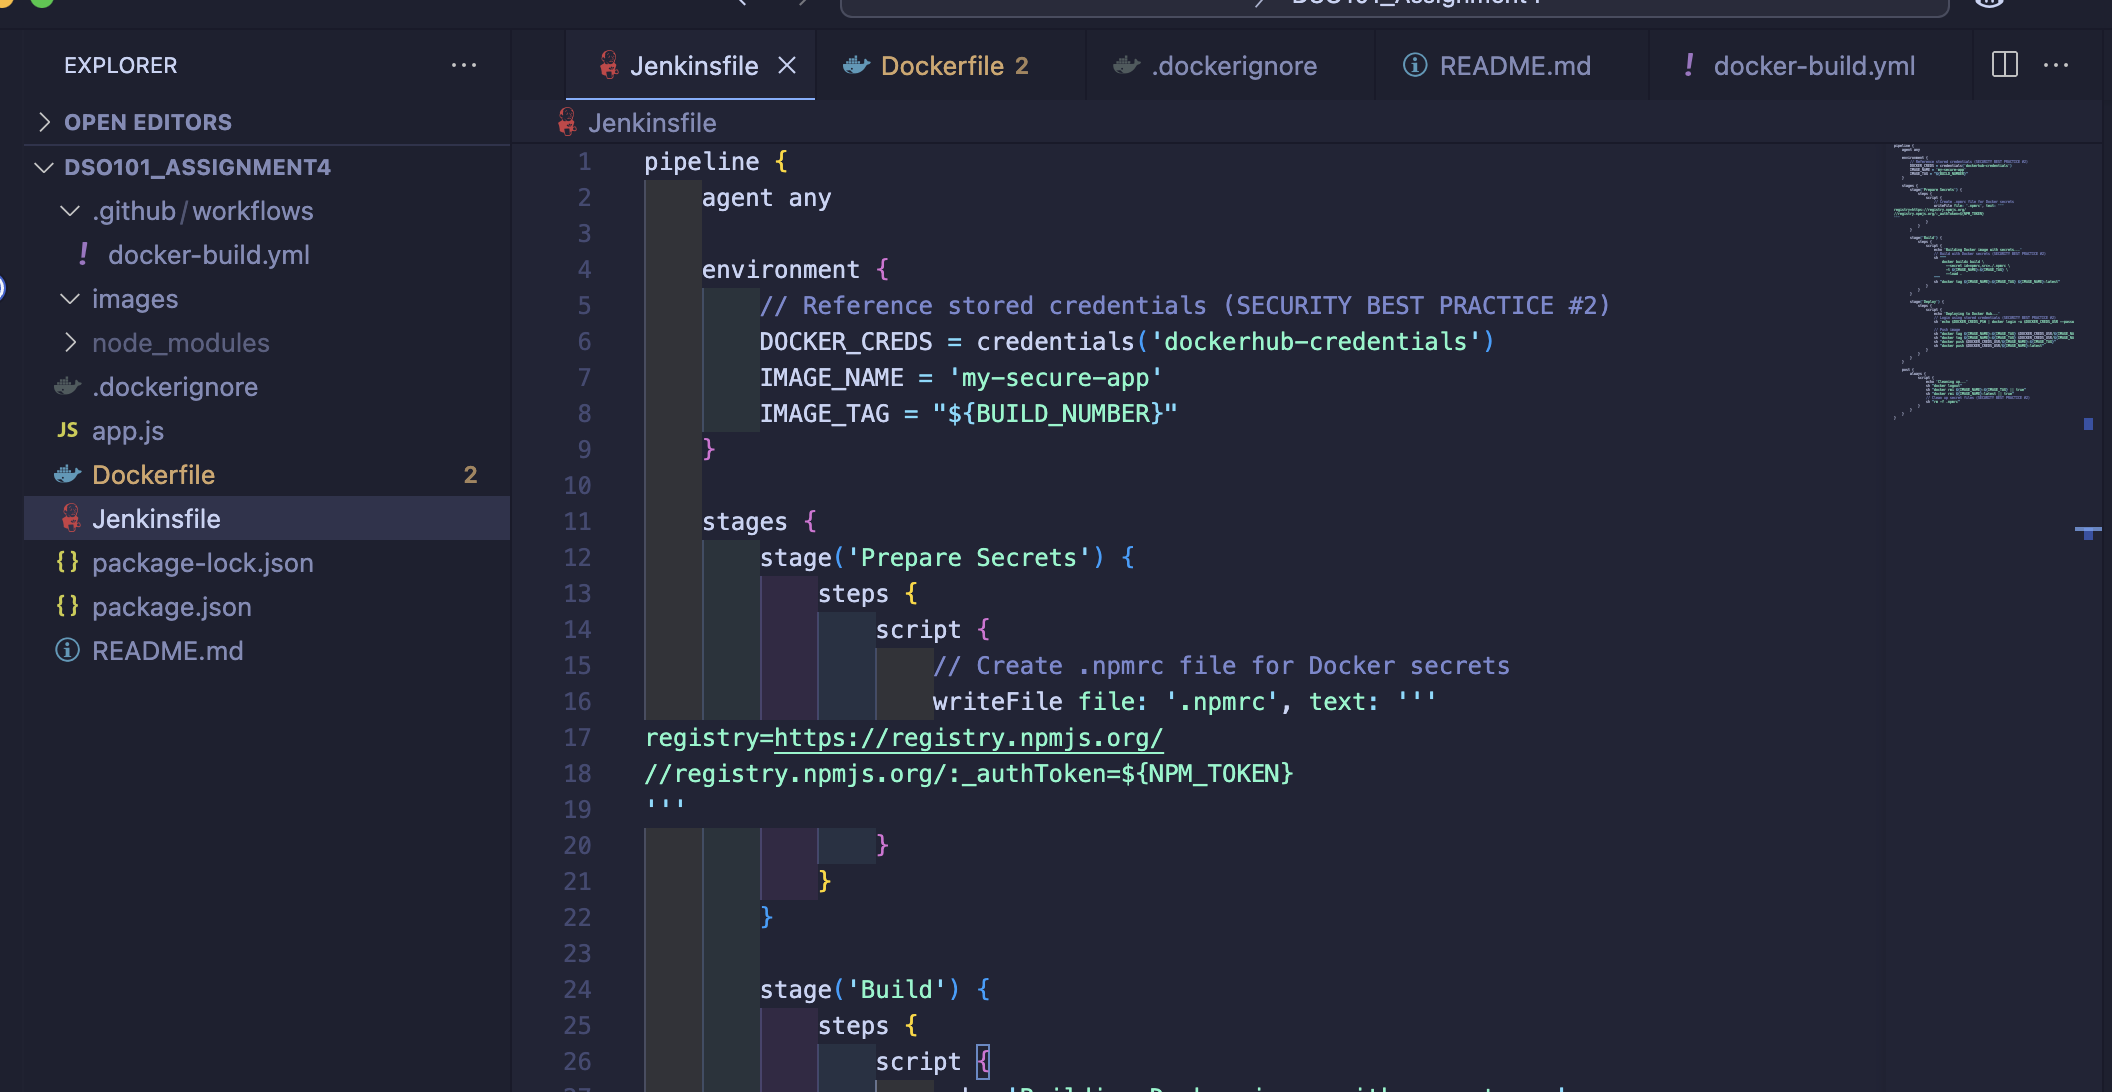 EXPLORER
OPEN EDITORS
DSO101_ASSIGNMENT4
.github/workflows
docker-build.yml
images
node_modules
.dockerignore
JS app.js
Dockerfile 2
Jenkinsfile
{} package-lock.json
{} package.json
README.md
Jenkinsfile Dockerfile 2 .dockerignore README.md docker-build.yml
Jenkinsfile
1 pipeline {
2     agent any
3
4     environment {
5         // Reference stored credentials (SECURITY BEST PRACTICE #2)
6         DOCKER_CREDS = credentials('dockerhub-credentials')
7         IMAGE_NAME = 'my-secure-app'
8         IMAGE_TAG = "${BUILD_NUMBER}"
9     }
10
11     stages {
12         stage('Prepare Secrets') {
13             steps {
14                 script {
15                     // Create .npmrc file for Docker secrets
16                     writeFile file: '.npmrc', text: '''
17 registry=https://registry.npmjs.org/
18 //registry.npmjs.org/:_authToken=${NPM_TOKEN}
19 '''
20                 }
21             }
22         }
23
24         stage('Build') {
25             steps {
26                 script {